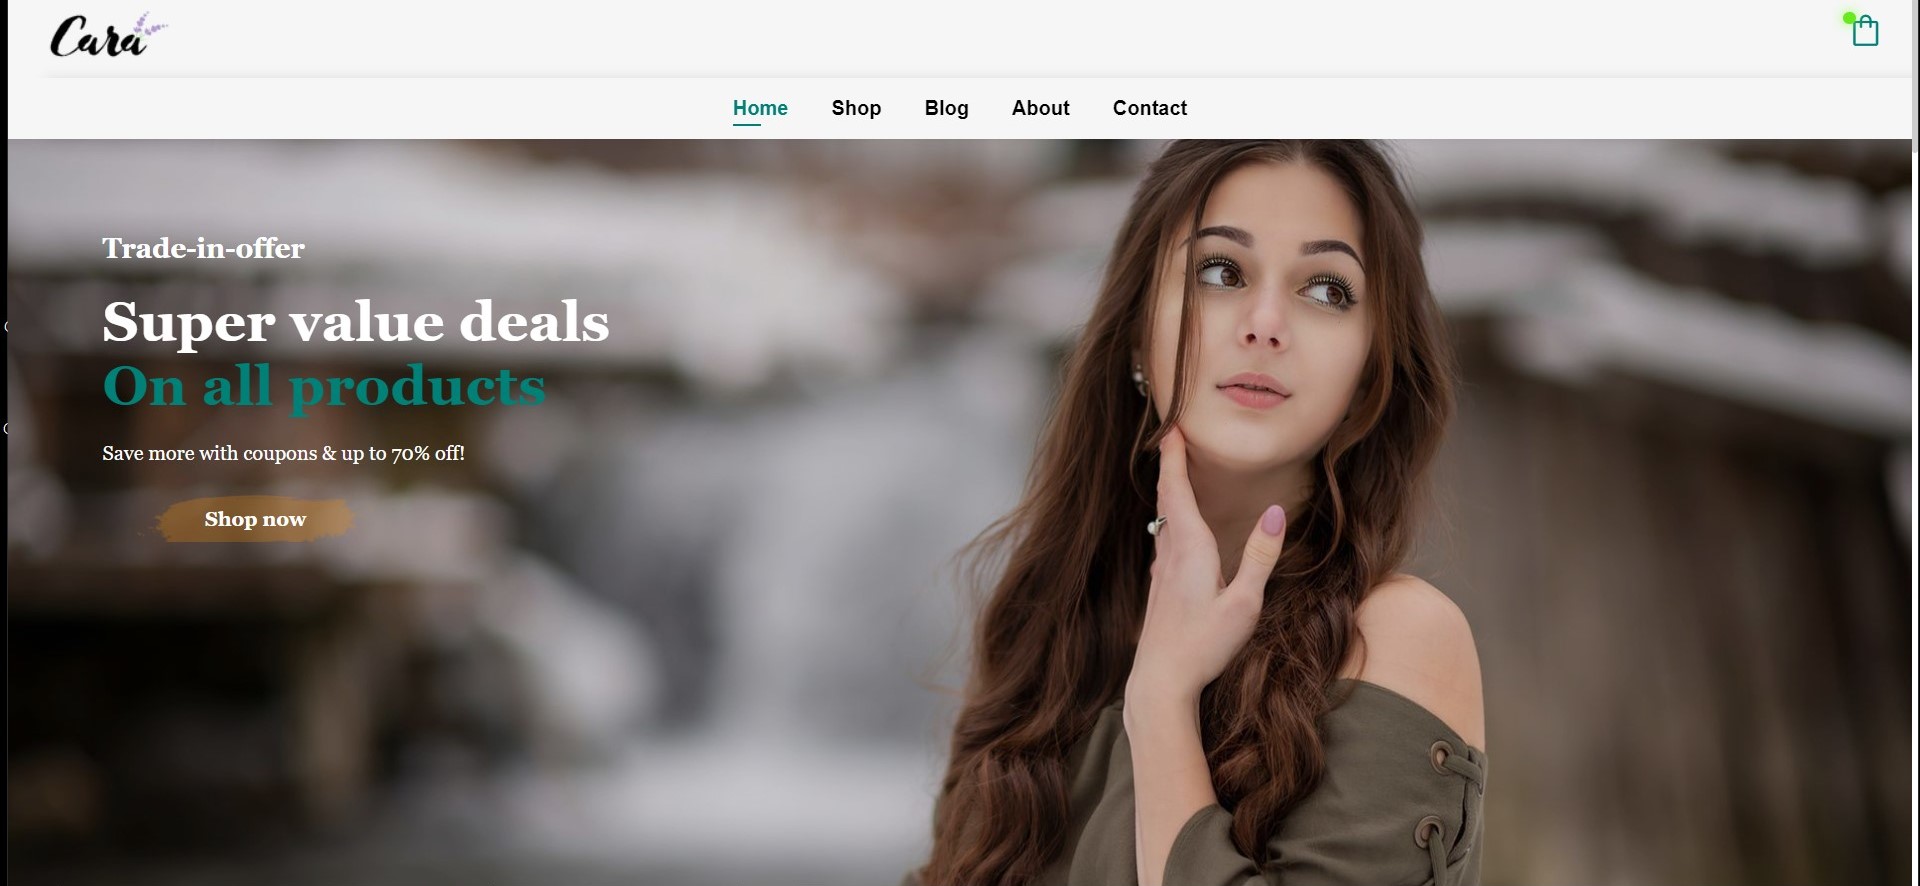 Cara
Home Shop Blog About Contact
Trade-in-offer
Super value deals
On all products
Save more with coupons & up to 70% off!
Shop now